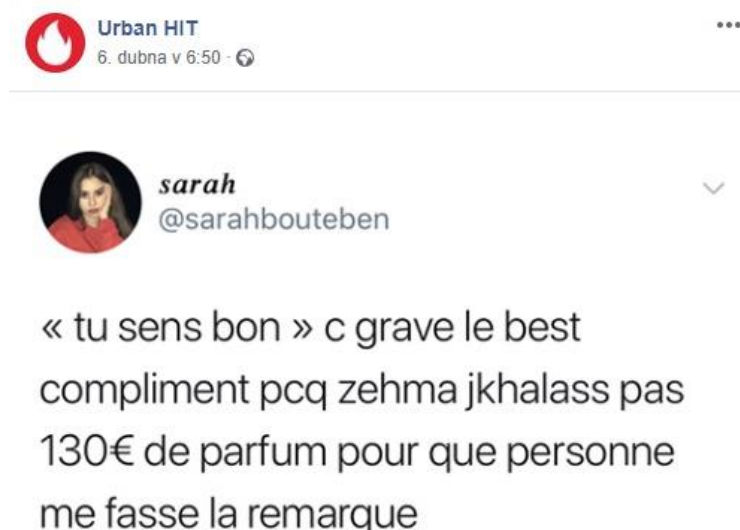 Urban HIT
6. dubna v 6:50 ·
sarah
@sarahbouteben
« tu sens bon » c grave le best
compliment pcq zehma jkhalass pas
130€ de parfum pour que personne
me fasse la remarque